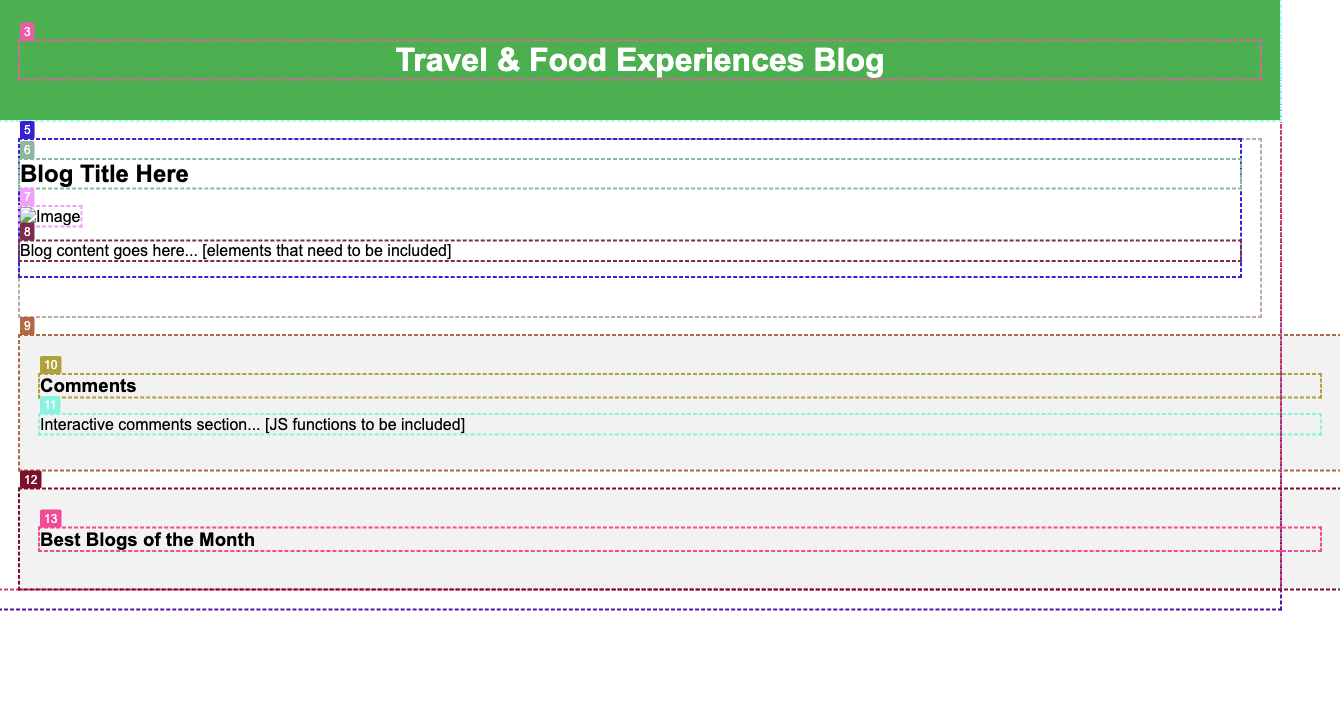 3
Travel & Food Experiences Blog
5
6
Blog Title Here
7
Image
8
Blog content goes here... [elements that need to be included]
9
10
Comments
11
Interactive comments section... [JS functions to be included]
12
13
Best Blogs of the Month